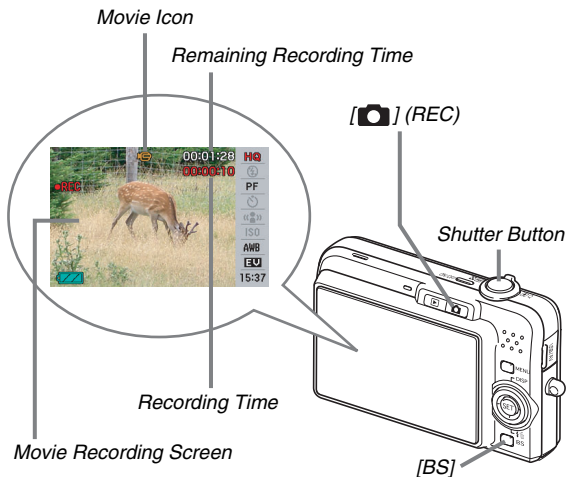 Movie Icon
Remaining Recording Time
[ ] (REC)
00:01:28 HQ
00:00:10
●REC
PF
ISO
AWB
EV
15:37
Shutter Button
MENU
DISP
SET
BS
Recording Time
Movie Recording Screen
[BS]